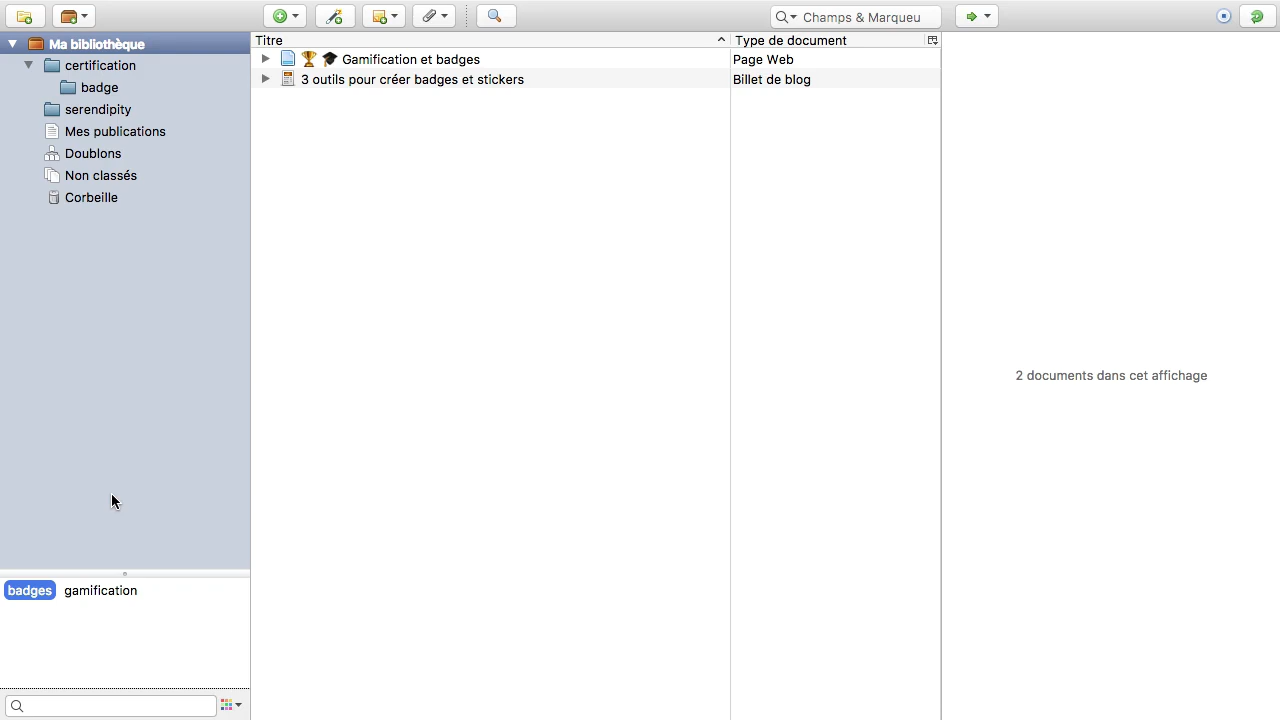 Champs & Marqueu
Ma bibliothèque
certification
badge
serendipity
Mes publications
Doublons
Non classés
Corbeille
Titre Type de document
Gamification et badges Page Web
3 outils pour créer badges et stickers Billet de blog
2 documents dans cet affichage
badges gamification